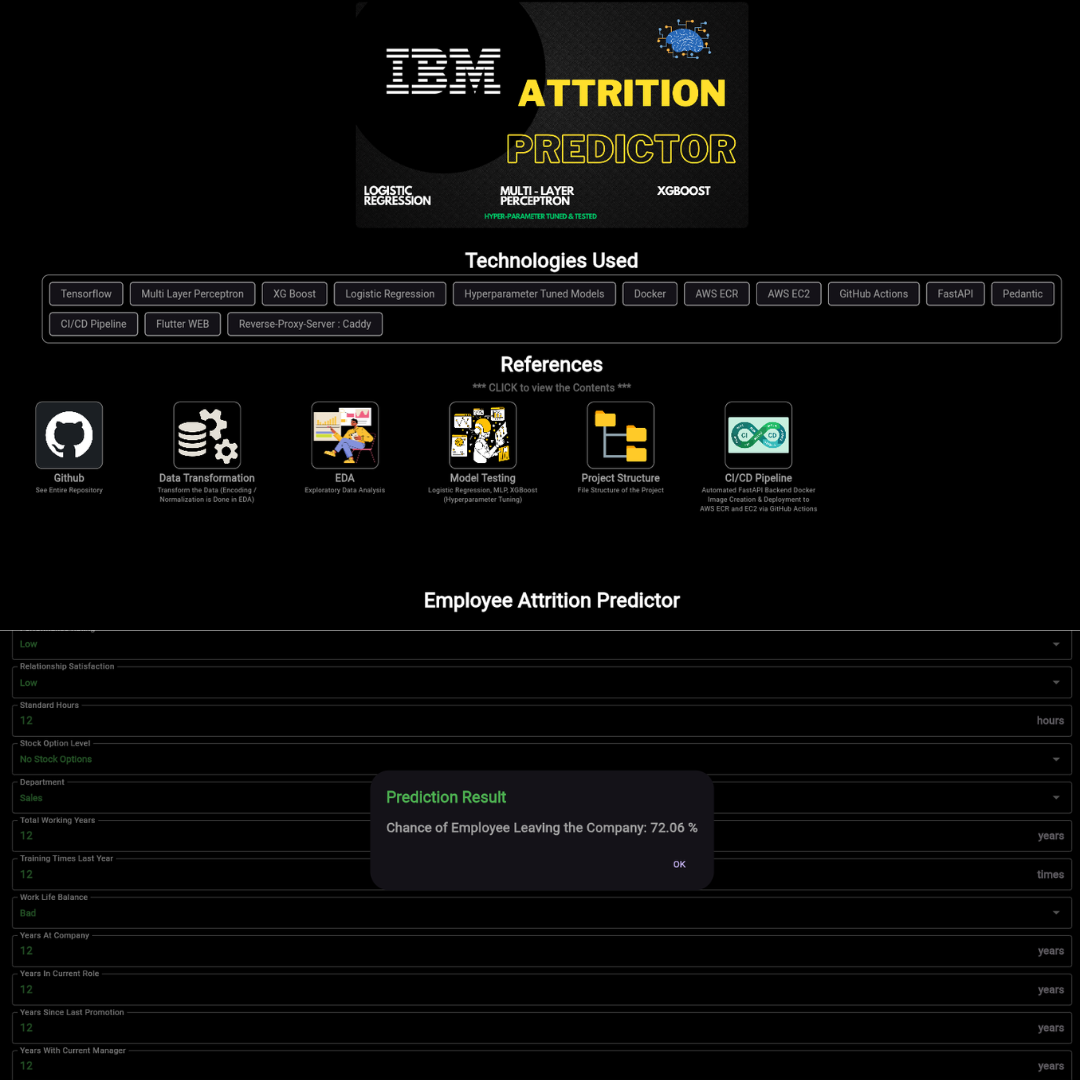 IBM
ATTRITION
PREDICTOR
LOGISTIC
REGRESSION
MULTI - LAYER
PERCEPTRON
XGBOOST
HYPER-PARAMETER TUNED & TESTED
Technologies Used
Tensorflow Multi Layer Perceptron XG Boost Logistic Regression Hyperparameter Tuned Models Docker AWS ECR AWS EC2 GitHub Actions FastAPI Pedantic
CI/CD Pipeline Flutter WEB Reverse-Proxy-Server : Caddy
References
*** CLICK to view the Contents ***
Github
See Entire Repository
Data Transformation
Transform the Data (Encoding /
Normalization is Done in EDA)
EDA
Exploratory Data Analysis
Model Testing
Logistic Regression, MLP, XGBoost
(Hyperparameter Tuning)
Project Structure
File Structure of the Project
CI CD
CI/CD Pipeline
Automated FastAPI Backend Docker
Image Creation & Deployment to
AWS ECR and EC2 via GitHub Actions
Employee Attrition Predictor
Low
Relationship Satisfaction
Low
Standard Hours
12 hours
Stock Option Level
No Stock Options
Department
Sales
Prediction Result
Chance of Employee Leaving the Company: 72.06 %
OK
Total Working Years
12 years
Training Times Last Year
12 times
Work Life Balance
Bad
Years At Company
12 years
Years In Current Role
12 years
Years Since Last Promotion
12 years
Years With Current Manager
12 years